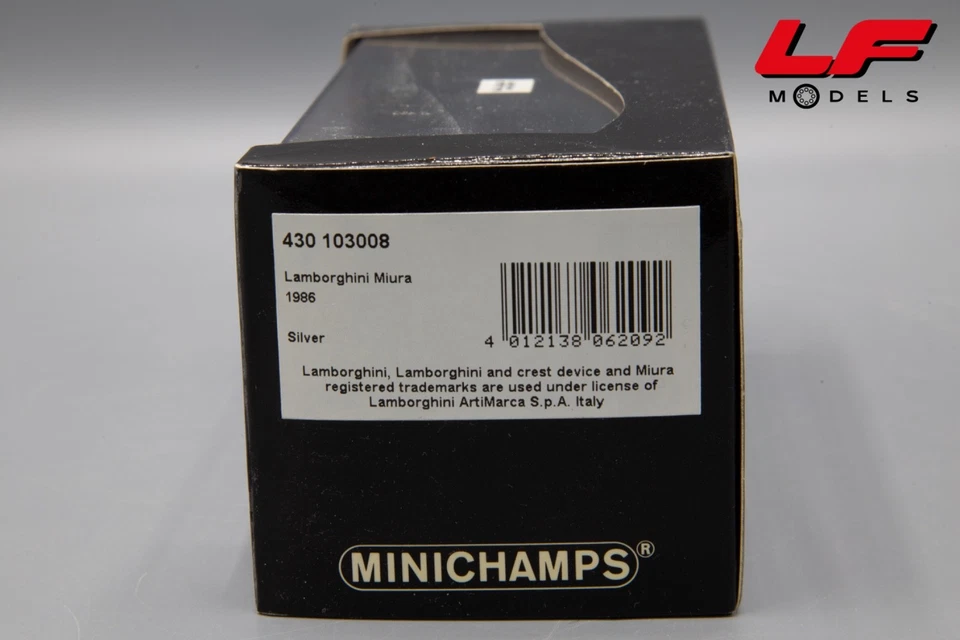 LF
MODELS
430 103008
Lamborghini Miura
1986
Silver
4 012138 062092
Lamborghini, Lamborghini and crest device and Miura
registered trademarks are used under license of
Lamborghini ArtiMarca S.p.A. Italy
MINICHAMPS®